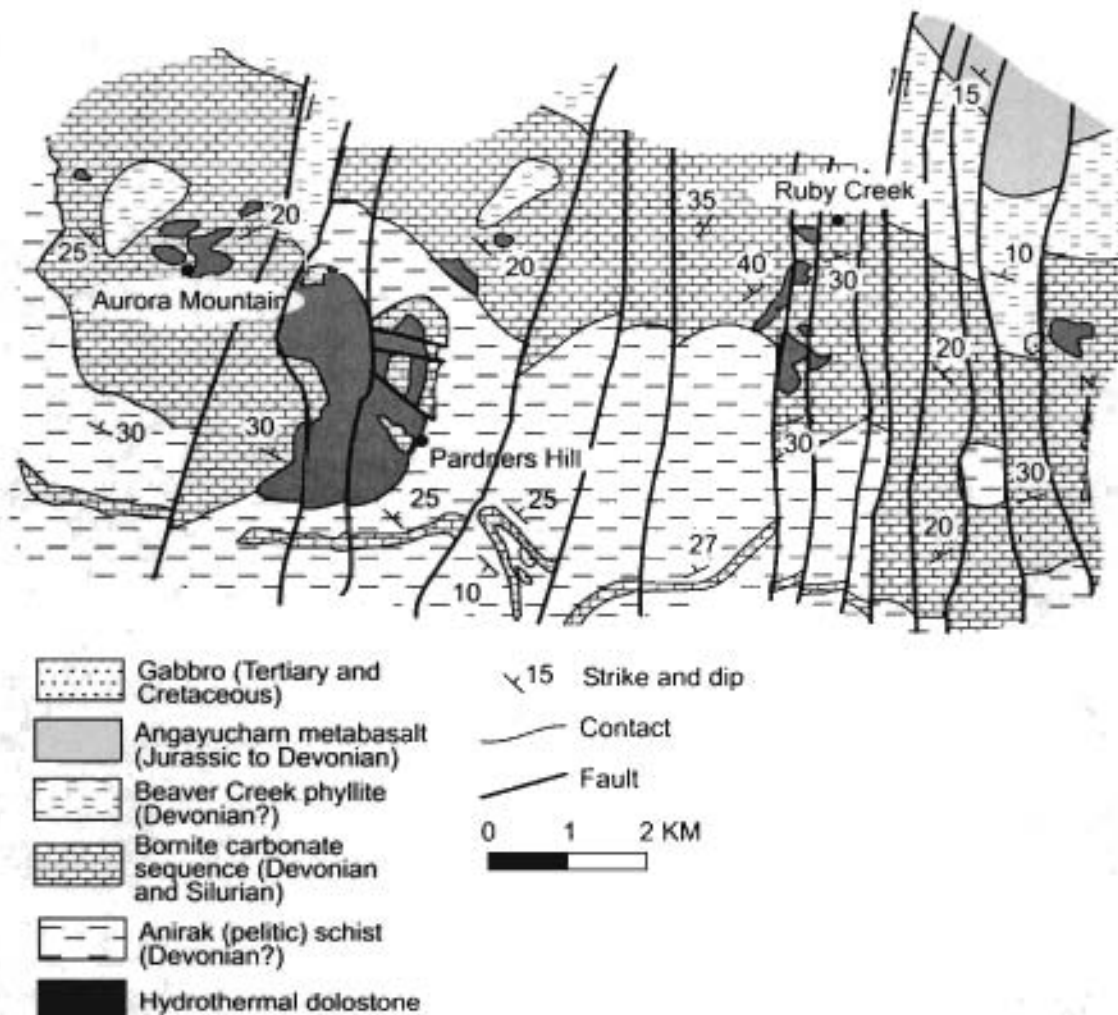 15
20
35
Ruby Creek
25
20
40
30
10
Aurora Mountain
20
30
30
30
30
Pardners Hill
25
25
20
27
10
Gabbro (Tertiary and
Cretaceous)
Angayucham metabasalt
(Jurassic to Devonian)
Beaver Creek phyllite
(Devonian?)
Bornite carbonate
sequence (Devonian
and Silurian)
Anirak (pelitic) schist
(Devonian?)
Hydrothermal dolostone
15 Strike and dip
Contact
Fault
0 1 2 KM